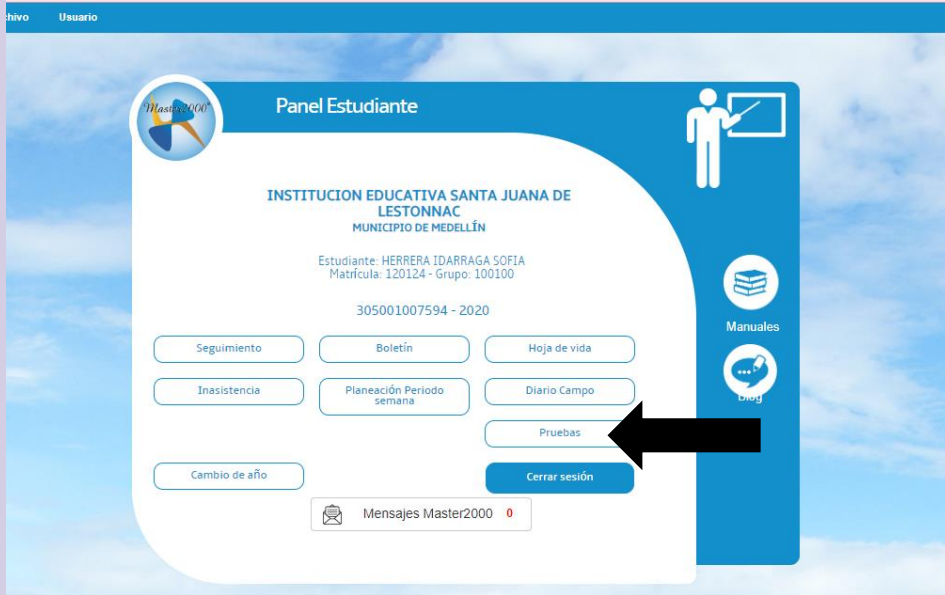 chivo Usuario
Master2000®
Panel Estudiante
INSTITUCION EDUCATIVA SANTA JUANA DE
LESTONNAC
MUNICIPIO DE MEDELLÍN
Estudiante: HERRERA IDARRAGA SOFIA
Matrícula: 120124 - Grupo: 100100
305001007594 - 2020
Manuales
Seguimiento Boletín Hoja de vida
Inasistencia Planeación Periodo
semana Diario Campo
Blog
Pruebas
Cambio de año Cerrar sesión
Mensajes Master2000 0